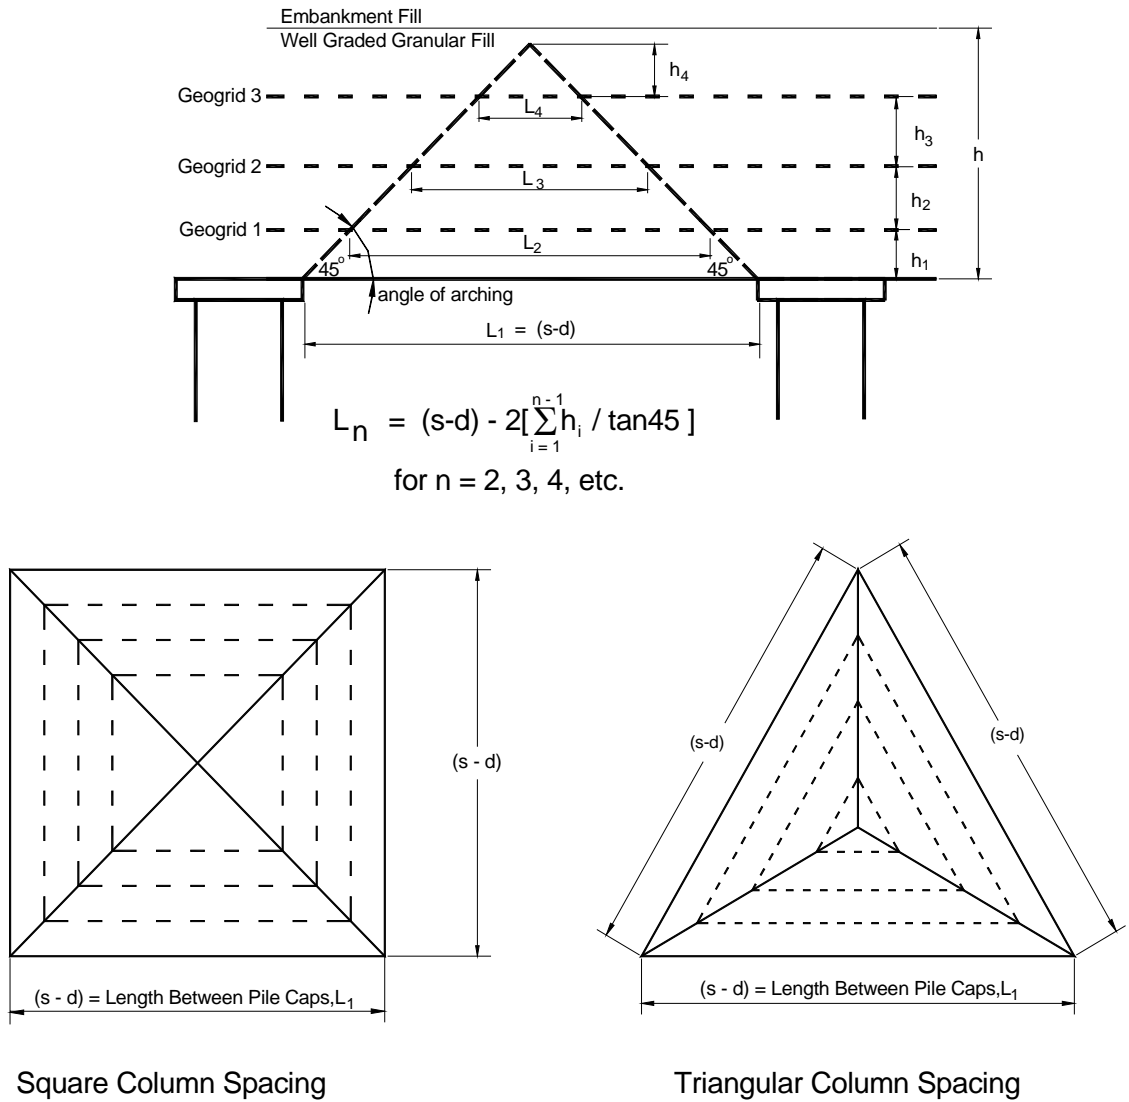 Embankment Fill
Well Graded Granular Fill
h4
Geogrid 3
L4
h3
h
Geogrid 2
L3
h2
Geogrid 1
L2
h1
45°
45°
angle of arching
L1 = (s-d)
Ln = (s-d) - 2[ n - 1 ∑ i = 1 hi / tan45 ]
for n = 2, 3, 4, etc.
(s - d)
(s-d)
(s-d)
(s - d) = Length Between Pile Caps,L1
(s - d) = Length Between Pile Caps,L1
Square Column Spacing
Triangular Column Spacing